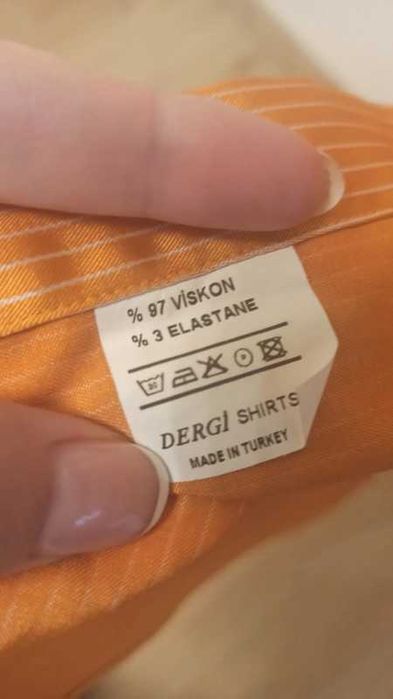 % 97 VİSKON
% 3 ELASTANE
DERGİ SHIRTS
MADE IN TURKEY